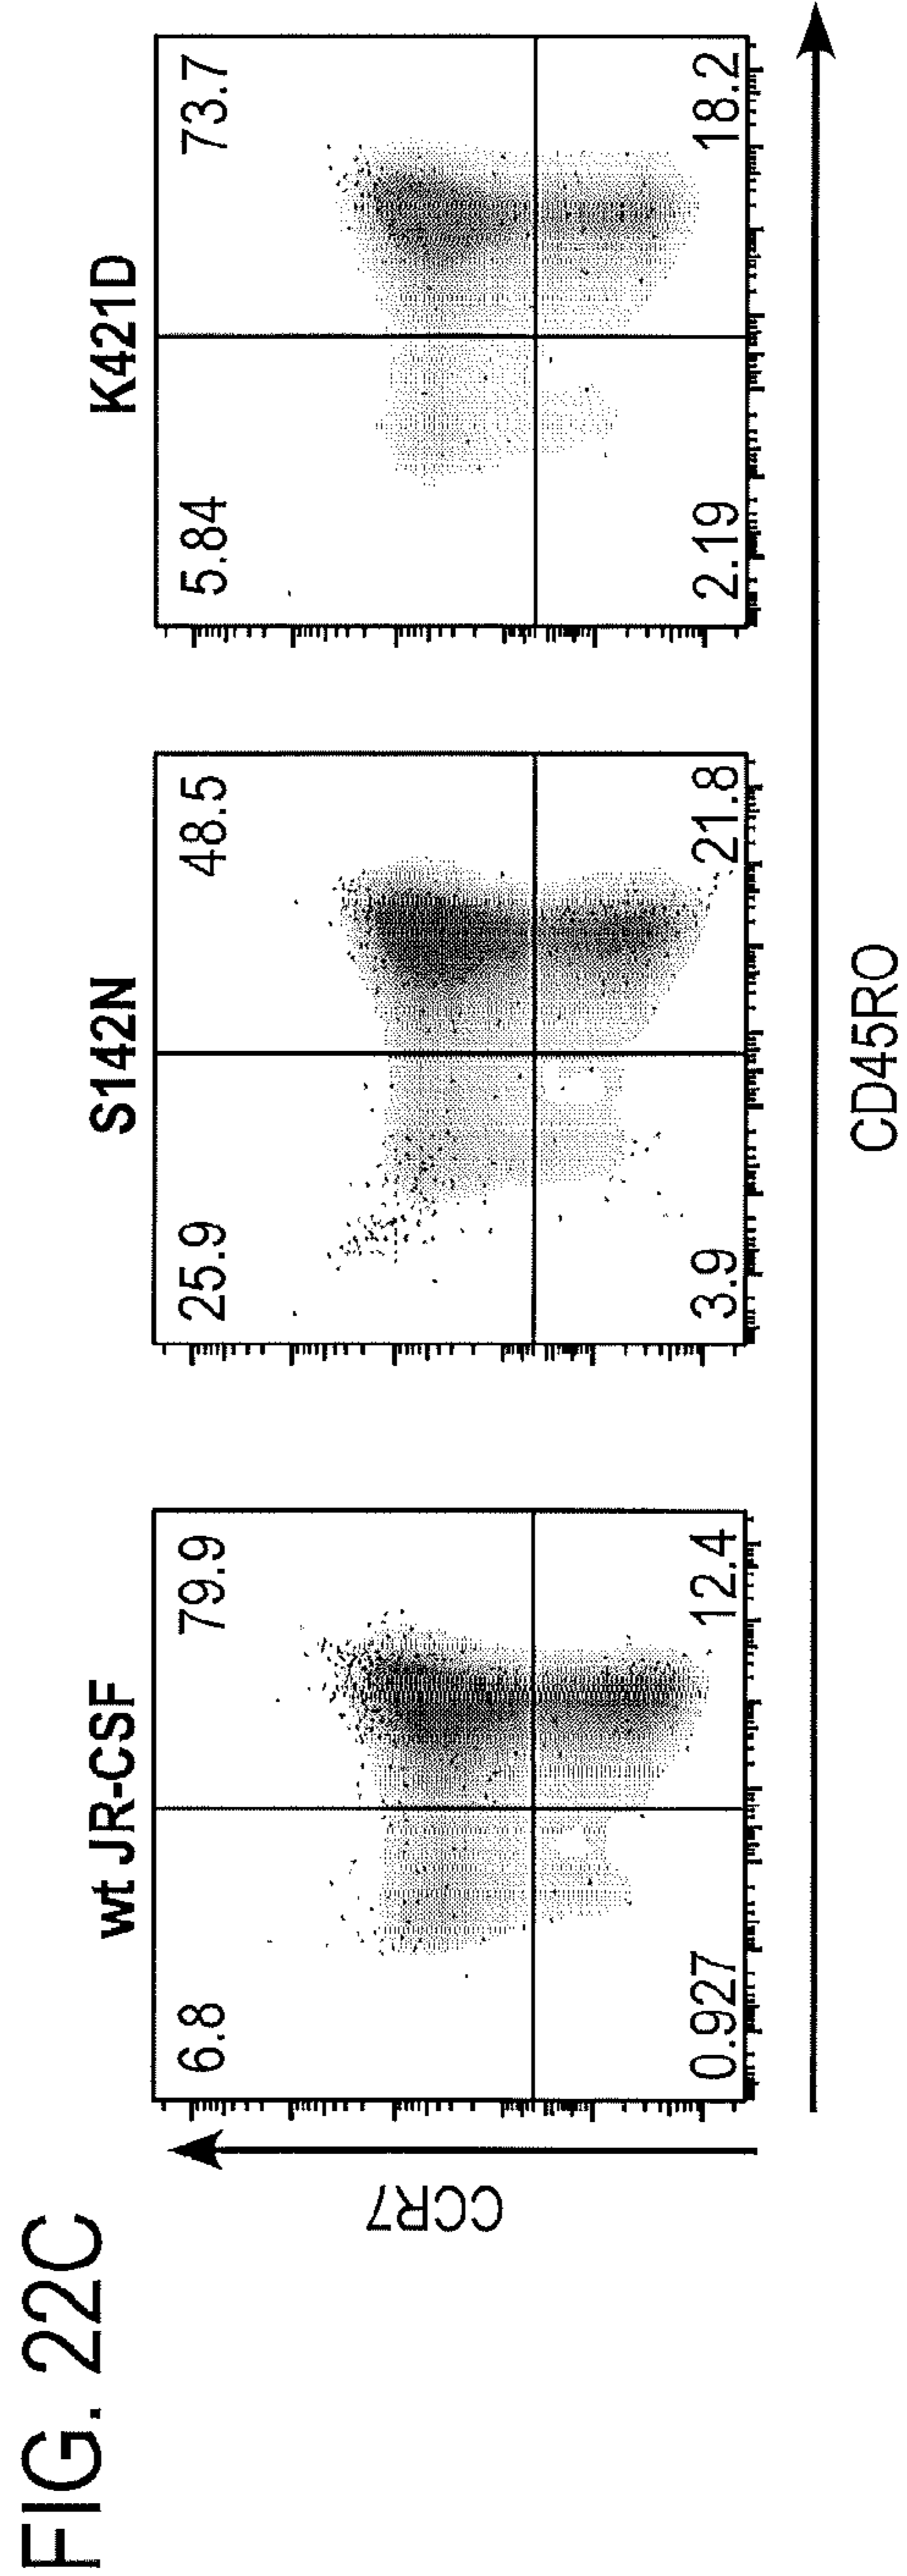 FIG. 22C
wt JR-CSF
S142N
K421D
6.8
79.9
25.9
48.5
5.84
73.7
CCR7
0.927
12.4
3.9
21.8
2.19
18.2
CD45RO